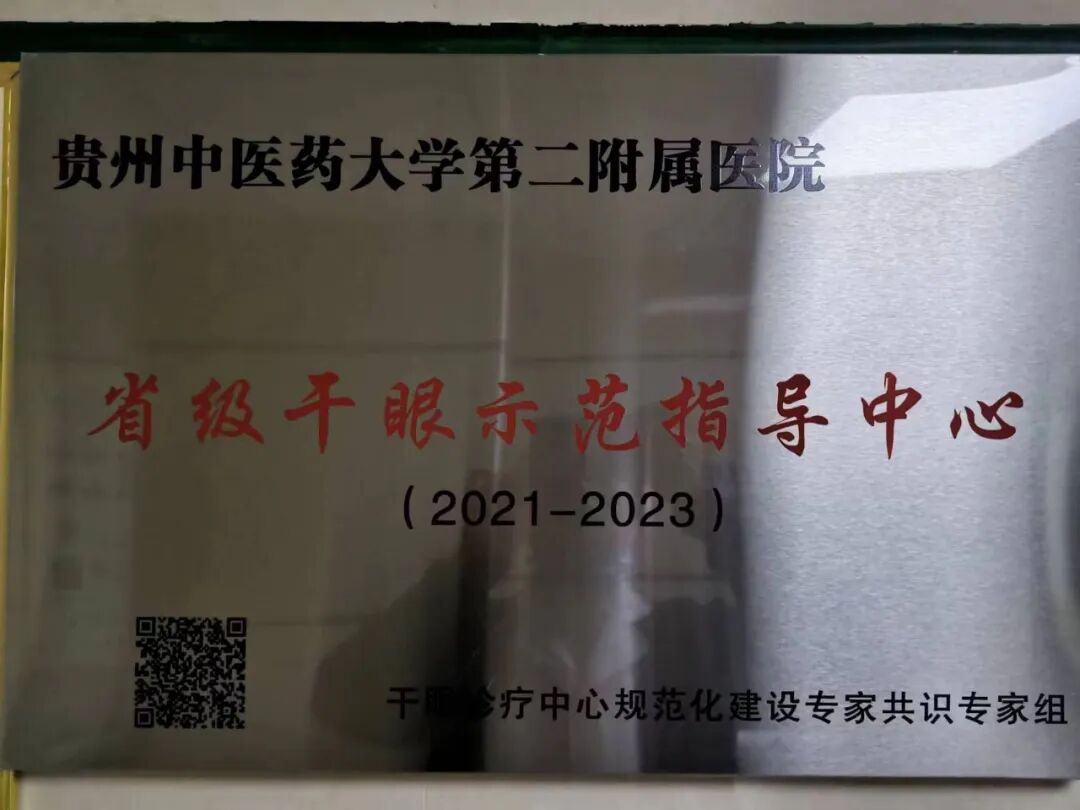 贵州中医药大学第二附属医院
省级干眼示范指导中心
（2021-2023）
干眼诊疗中心规范化建设专家共识专家组